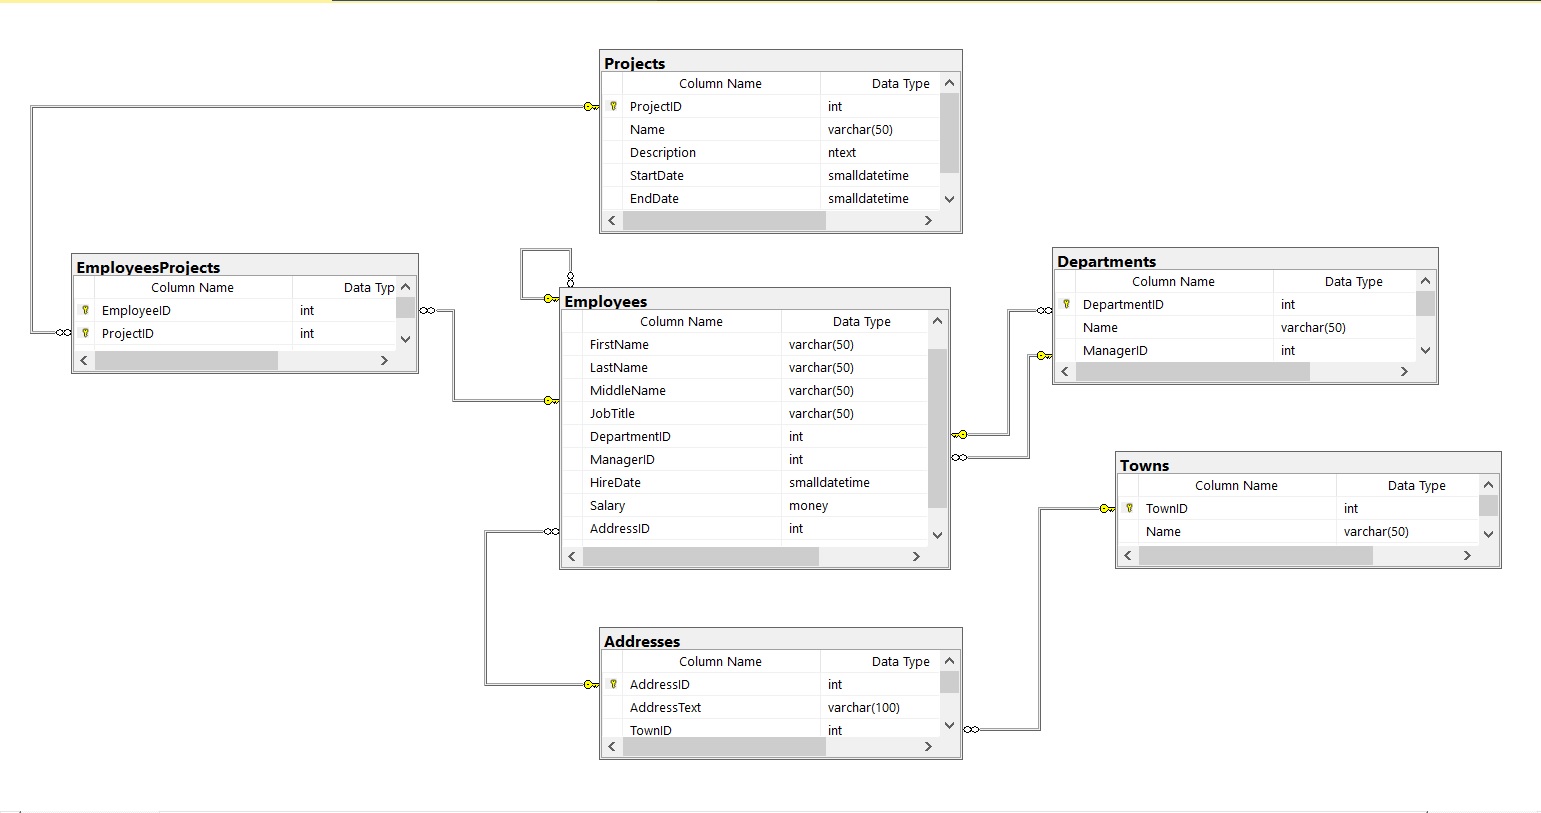 Projects
Column Name Data Type
ProjectID int
Name varchar(50)
Description ntext
StartDate smalldatetime
EndDate smalldatetime
EmployeesProjects
Column Name Data Typ
EmployeeID int
ProjectID int
Employees
Column Name Data Type
FirstName varchar(50)
LastName varchar(50)
MiddleName varchar(50)
JobTitle varchar(50)
DepartmentID int
ManagerID int
HireDate smalldatetime
Salary money
AddressID int
Departments
Column Name Data Type
DepartmentID int
Name varchar(50)
ManagerID int
Towns
Column Name Data Type
TownID int
Name varchar(50)
Addresses
Column Name Data Type
AddressID int
AddressText varchar(100)
TownID int